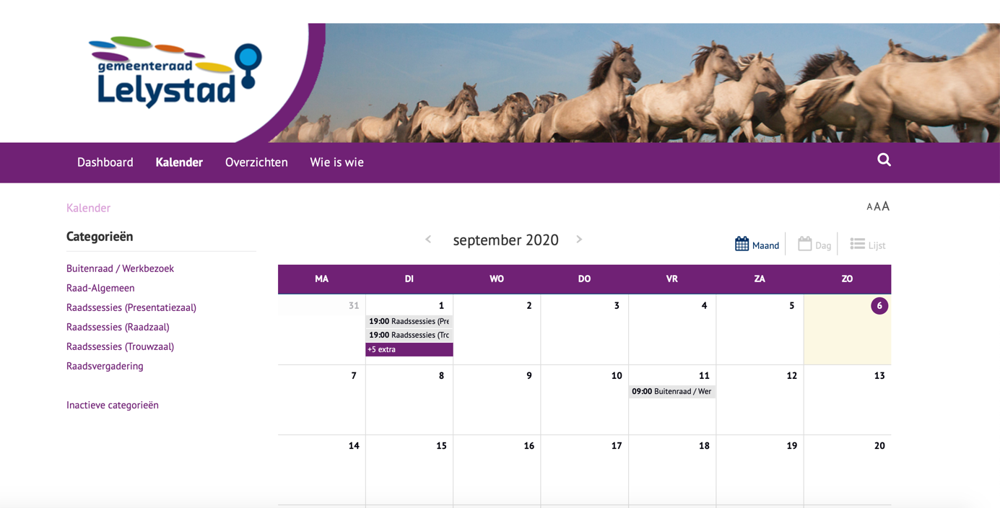 gemeenteraad
Lelystad
Dashboard Kalender Overzichten Wie is wie
Kalender
A A A
Categorieën
Buitenraad / Werkbezoek
Raad-Algemeen
Raadssessies (Presentatiezaal)
Raadssessies (Raadzaal)
Raadssessies (Trouwzaal)
Raadsvergadering
Inactieve categorieën
< september 2020 >
Maand Dag Lijst
MA DI WO DO VR ZA ZO
31 1 2 3 4 5 6
19:00 Raadssessies (Pre
19:00 Raadssessies (Trc
+5 extra
7 8 9 10 11 12 13
09:00 Buitenraad / Wer
14 15 16 17 18 19 20